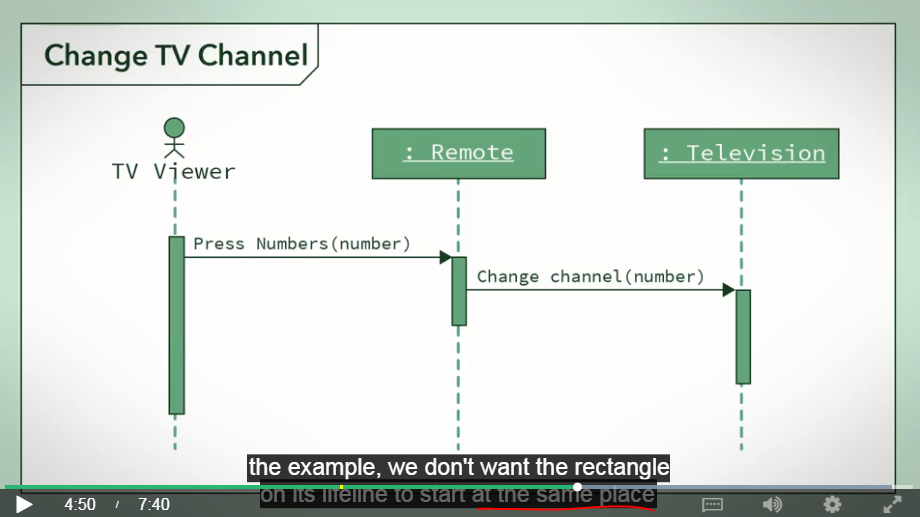 Change TV Channel
TV Viewer
: Remote
: Television
Press Numbers(number)
Change channel(number)
the example, we don't want the rectangle
on its lifeline to start at the same place
4:50 / 7:40